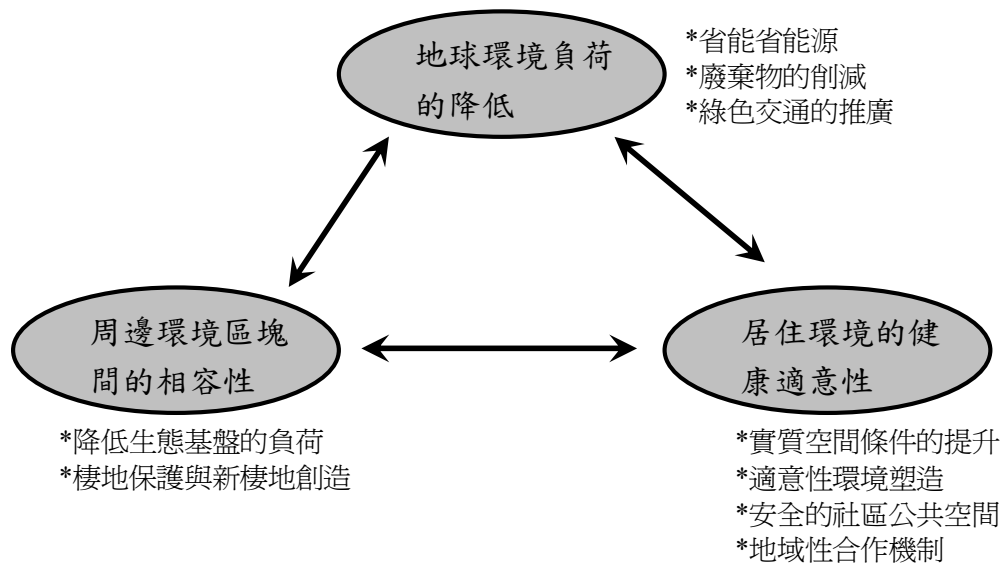 地球環境負荷
的降低
*省能省能源
*廢棄物的削減
*綠色交通的推廣
周邊環境區塊
間的相容性
*降低生態基盤的負荷
*棲地保護與新棲地創造
居住環境的健
康適意性
*實質空間條件的提升
*適意性環境塑造
*安全的社區公共空間
*地域性合作機制